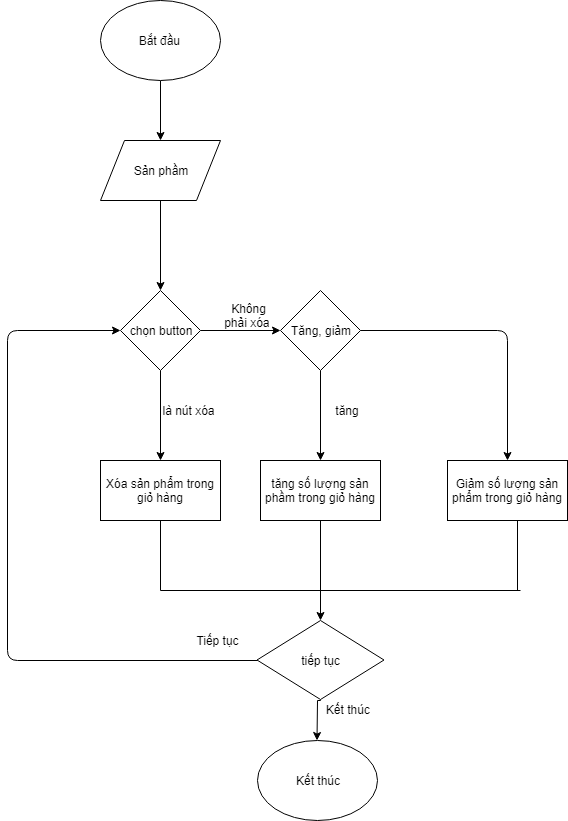 Bắt đầu
Sản phầm
chọn button
Không
phải xóa
Tăng, giảm
là nút xóa
tăng
Xóa sản phẩm trong
giỏ hàng
tăng số lượng sản
phầm trong giỏ hàng
Giảm số lượng sản
phẩm trong giỏ hàng
Tiếp tục
tiếp tục
Kết thúc
Kết thúc